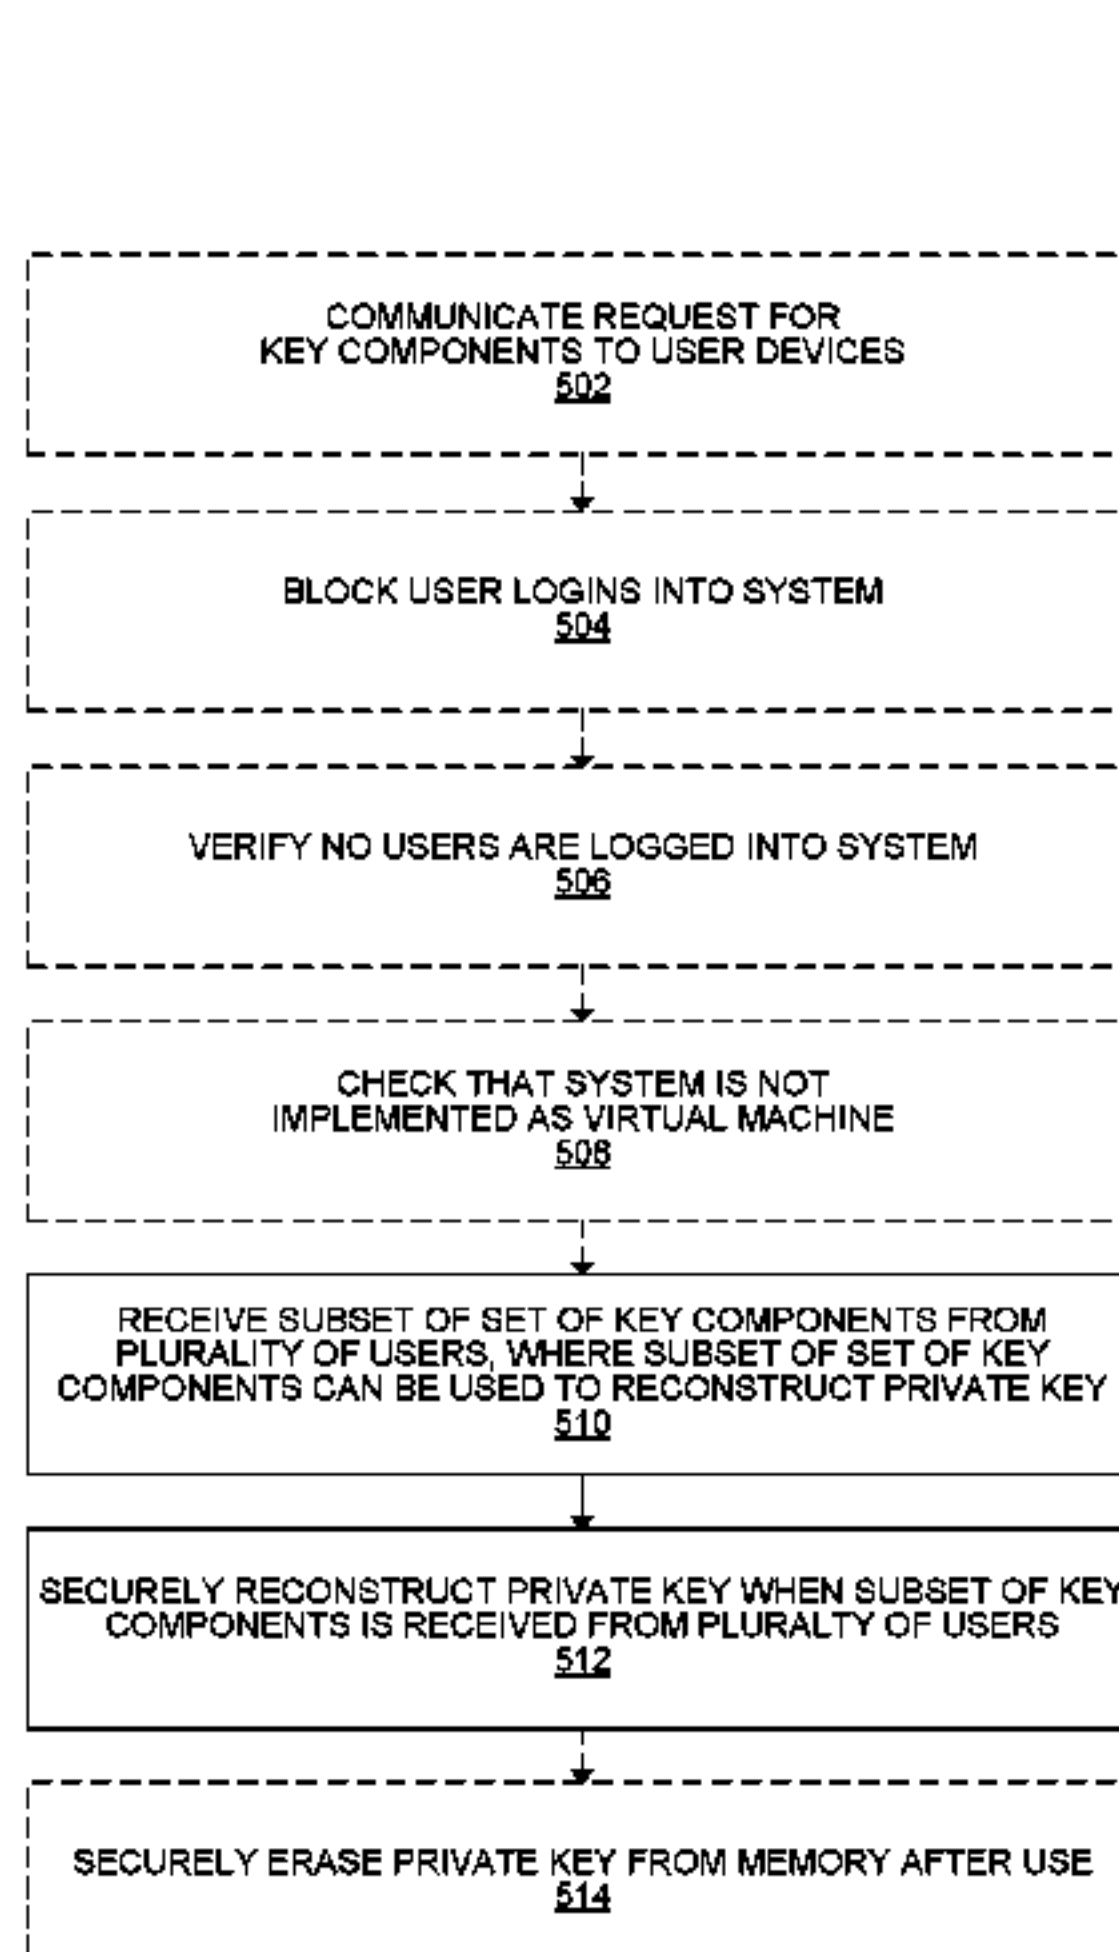 COMMUNICATE REQUEST FOR
KEY COMPONENTS TO USER DEVICES
502
BLOCK USER LOGINS INTO SYSTEM
504
VERIFY NO USERS ARE LOGGED INTO SYSTEM
506
CHECK THAT SYSTEM IS NOT
IMPLEMENTED AS VIRTUAL MACHINE
508
RECEIVE SUBSET OF SET OF KEY COMPONENTS FROM
PLURALITY OF USERS, WHERE SUBSET OF SET OF KEY
COMPONENTS CAN BE USED TO RECONSTRUCT PRIVATE KEY
510
SECURELY RECONSTRUCT PRIVATE KEY WHEN SUBSET OF KEY
COMPONENTS IS RECEIVED FROM PLURALTY OF USERS
512
SECURELY ERASE PRIVATE KEY FROM MEMORY AFTER USE
514